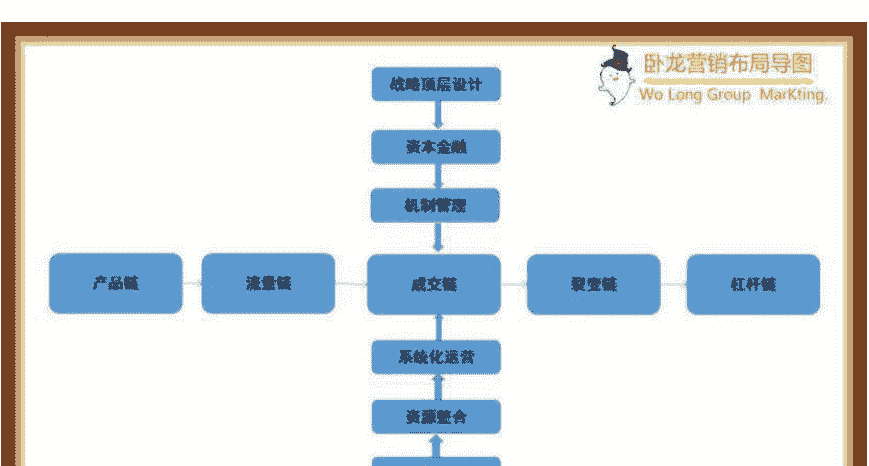 卧龙营销布局导图
Wo Long Group MarKting.
战略顶层设计
资本金融
机制管理
产品链
流量链
成交链
裂变链
杠杆链
系统化运营
资源整合